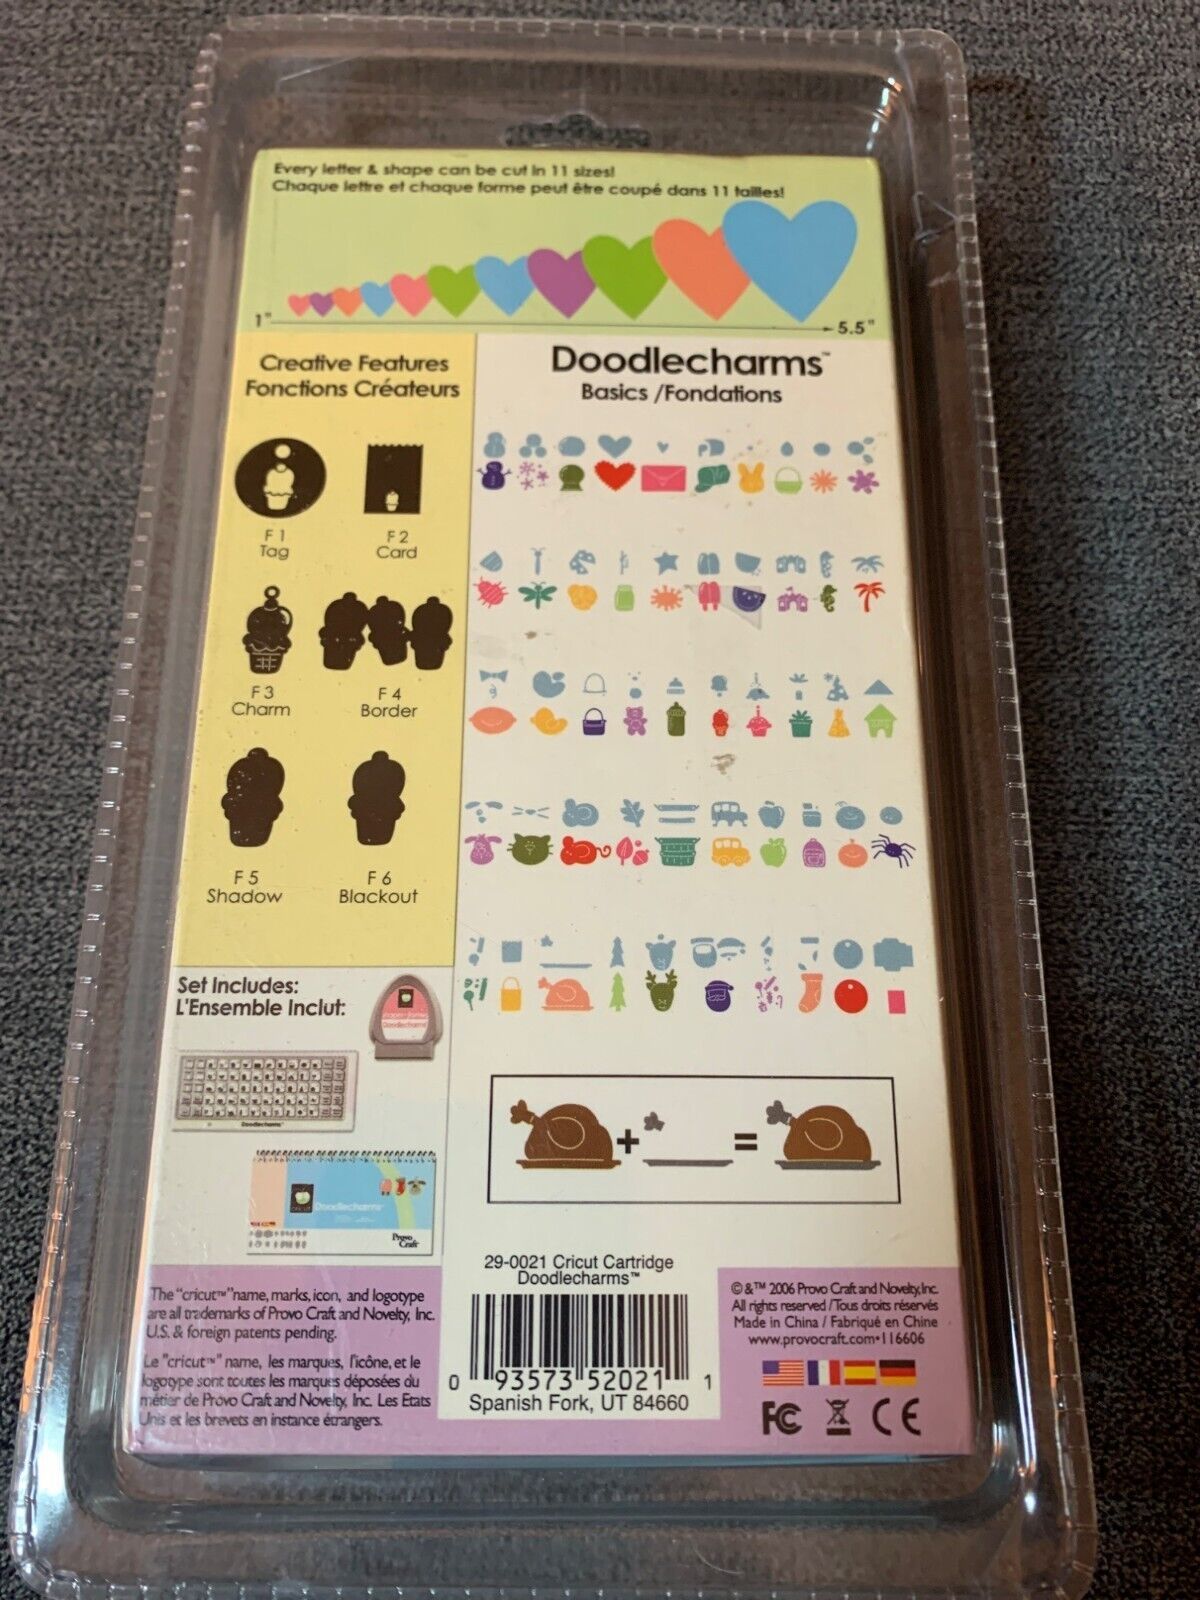 Every letter & shape can be cut in 11 sizes!
Chaque lettre et chaque forme peut être coupé dans 11 tailles!
1"
5.5"
Creative Features
Fonctions Créateurs
F 1
Tag
F 2
Card
F 3
Charm
F 4
Border
F 5
Shadow
F 6
Blackout
Doodlecharms™
Basics /Fondations
Set Includes:
L'Ensemble Inclut:
Doodlecharms
Doodlecharms™
Doodlecharms
Provo
Craft
+
=
The "cricut™" name, marks, icon, and logotype
are all trademarks of Provo Craft and Novelty, Inc.
U.S. & foreign patents pending.
Le "cricut™" name, les marques, l'icône, et le
logotype sont toutes les marques déposées du
métier de Provo Craft and Novelty, Inc. Les Etats
Unis et les brevets en instance étrangers.
29-0021 Cricut Cartridge
Doodlecharms™
0 93573 52021 1
Spanish Fork, UT 84660
©&™ 2006 Provo Craft and Novelty, Inc.
All rights reserved / Tous droits réservés
Made in China / Fabriqué en Chine
www.provocraft.com•116606
FC CE